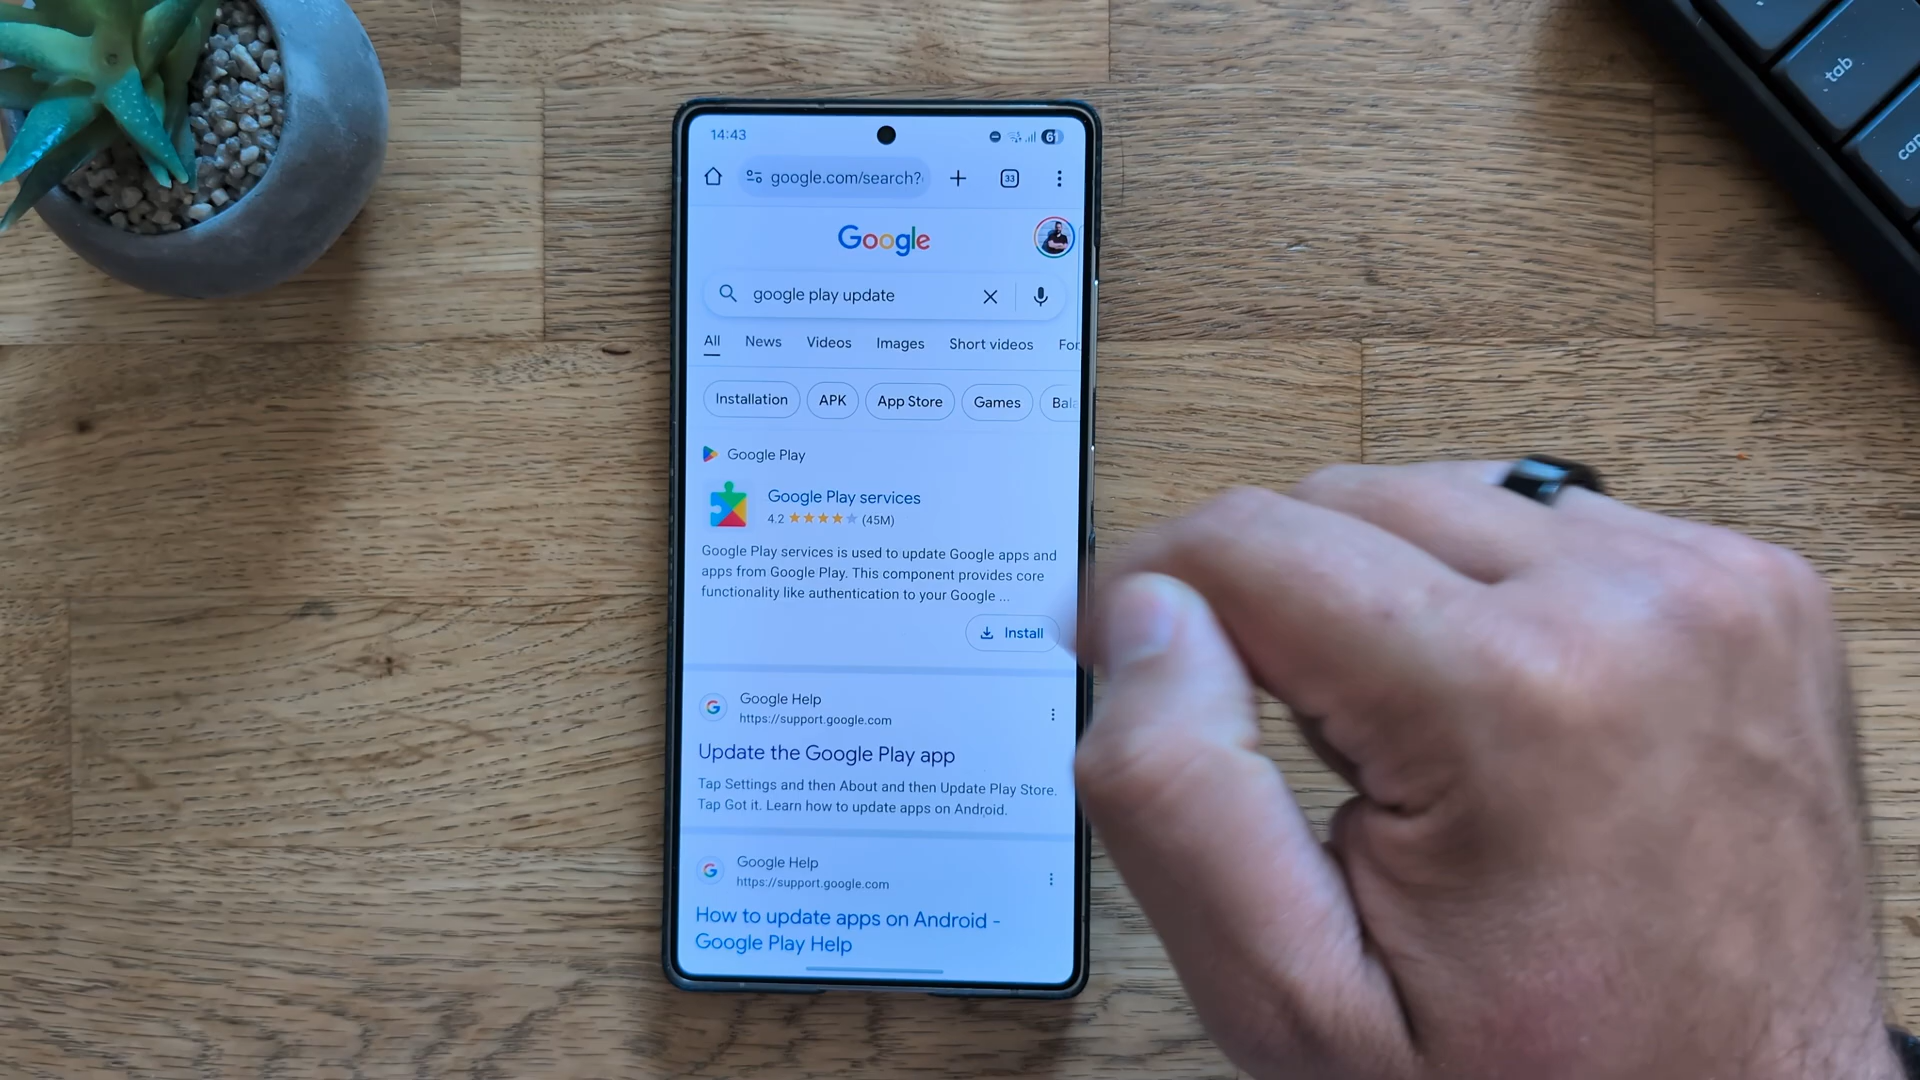 14:43
61
google.com/search?
33
Google
google play update
All News Videos Images Short videos For
Installation APK App Store Games Bala
Google Play
Google Play services
4.2 (45M)
Google Play services is used to update Google apps and
apps from Google Play. This component provides core
functionality like authentication to your Google ...
Install
Google Help
https://support.google.com
Update the Google Play app
Tap Settings and then About and then Update Play Store.
Tap Got it. Learn how to update apps on Android.
Google Help
https://support.google.com
How to update apps on Android -
Google Play Help
tab
cap